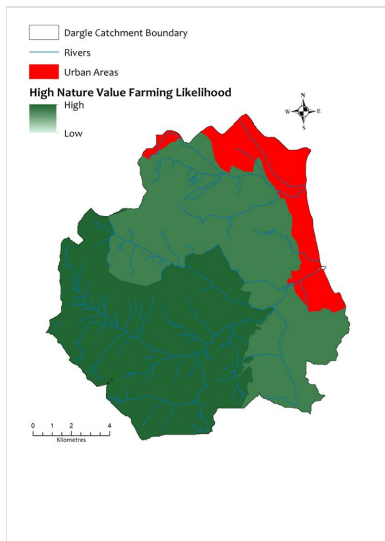 Dargle Catchment Boundary
Rivers
Urban Areas
High Nature Value Farming Likelihood
High
Low
N
W E
S
0 1 2 4
Kilometres